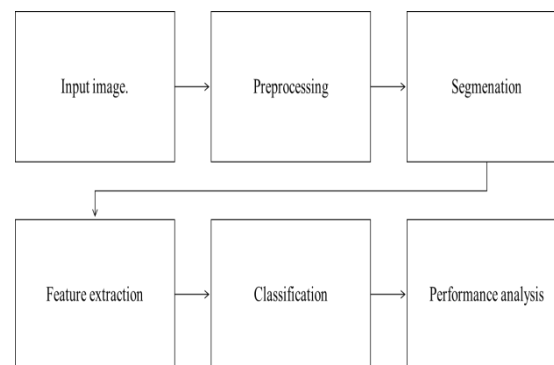 Input image.
Preprocessing
Segmenation
Feature extraction
Classification
Performance analysis